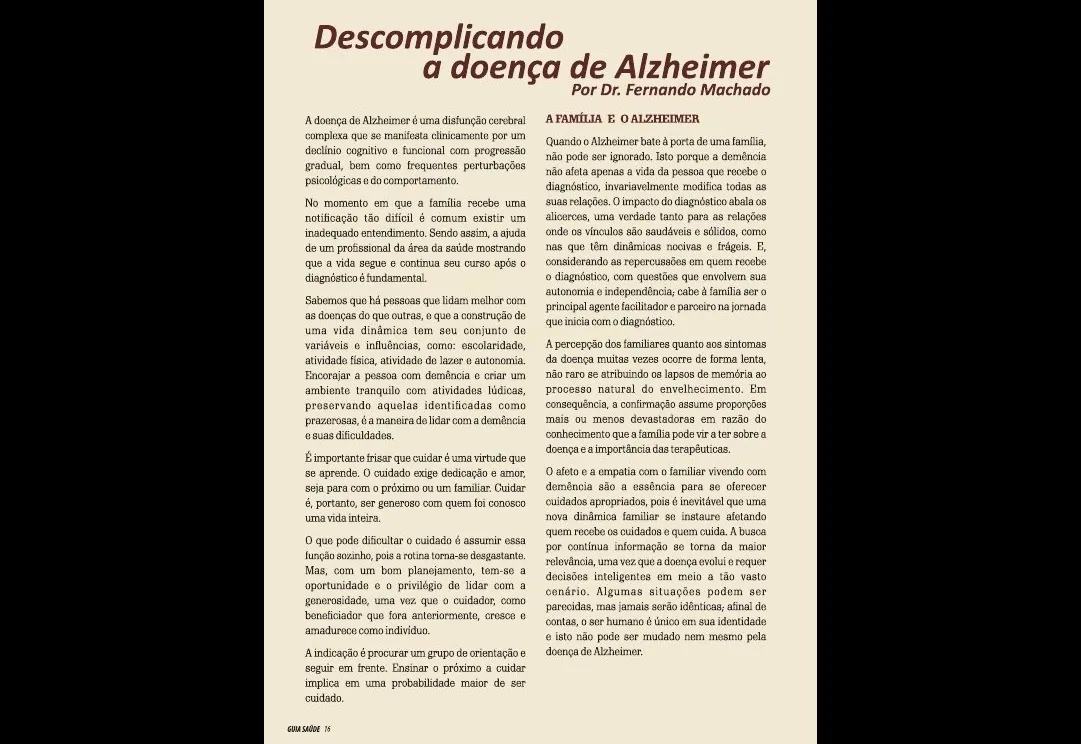 Descomplicando
a doença de Alzheimer
Por Dr. Fernando Machado
A doença de Alzheimer é uma disfunção cerebral
complexa que se manifesta clinicamente por um
declínio cognitivo e funcional com progressão
gradual, bem como frequentes perturbações
psicológicas e do comportamento.
No momento em que a família recebe uma
notificação tão difícil é comum existir um
inadequado entendimento. Sendo assim, a ajuda
de um profissional da área da saúde mostrando
que a vida segue e continua seu curso após o
diagnóstico é fundamental.
Sabemos que há pessoas que lidam melhor com
as doenças do que outras, e que a construção de
uma vida dinâmica tem seu conjunto de
variáveis e influências, como: escolaridade,
atividade física, atividade de lazer e autonomia.
Encorajar a pessoa com demência e criar um
ambiente tranquilo com atividades lúdicas,
preservando aquelas identificadas como
prazerosas, é a maneira de lidar com a demência
e suas dificuldades.
É importante frisar que cuidar é uma virtude que
se aprende. O cuidado exige dedicação e amor,
seja para com o próximo ou um familiar. Cuidar
é, portanto, ser generoso com quem foi conosco
uma vida inteira.
O que pode dificultar o cuidado é assumir essa
função sozinho, pois a rotina torna-se desgastante.
Mas, com um bom planejamento, tem-se a
oportunidade e o privilégio de lidar com a
generosidade, uma vez que o cuidador, como
beneficiador que fora anteriormente, cresce e
amadurece como indivíduo.
A indicação é procurar um grupo de orientação e
seguir em frente. Ensinar o próximo a cuidar
implica em uma probabilidade maior de ser
cuidado.
A FAMÍLIA E O ALZHEIMER
Quando o Alzheimer bate à porta de uma família,
não pode ser ignorado. Isto porque a demência
não afeta apenas a vida da pessoa que recebe o
diagnóstico, invariavelmente modifica todas as
suas relações. O impacto do diagnóstico abala os
alicerces, uma verdade tanto para as relações
onde os vínculos são saudáveis e sólidos, como
nas que têm dinâmicas nocivas e frágeis. E,
considerando as repercussões em quem recebe
o diagnóstico, com questões que envolvem sua
autonomia e independência; cabe à família ser o
principal agente facilitador e parceiro na jornada
que inicia com o diagnóstico.
A percepção dos familiares quanto aos sintomas
da doença muitas vezes ocorre de forma lenta,
não raro se atribuindo os lapsos de memória ao
processo natural do envelhecimento. Em
consequência, a confirmação assume proporções
mais ou menos devastadoras em razão do
conhecimento que a família pode vir a ter sobre a
doença e a importância das terapêuticas.
O afeto e a empatia com o familiar vivendo com
demência são a essência para se oferecer
cuidados apropriados, pois é inevitável que uma
nova dinâmica familiar se instaure afetando
quem recebe os cuidados e quem cuida. A busca
por contínua informação se torna da maior
relevância, uma vez que a doença evolui e requer
decisões inteligentes em meio a tão vasto
cenário. Algumas situações podem ser
parecidas, mas jamais serão idênticas; afinal de
contas, o ser humano é único em sua identidade
e isto não pode ser mudado nem mesmo pela
doença de Alzheimer.
GUIA SAÚDE 16